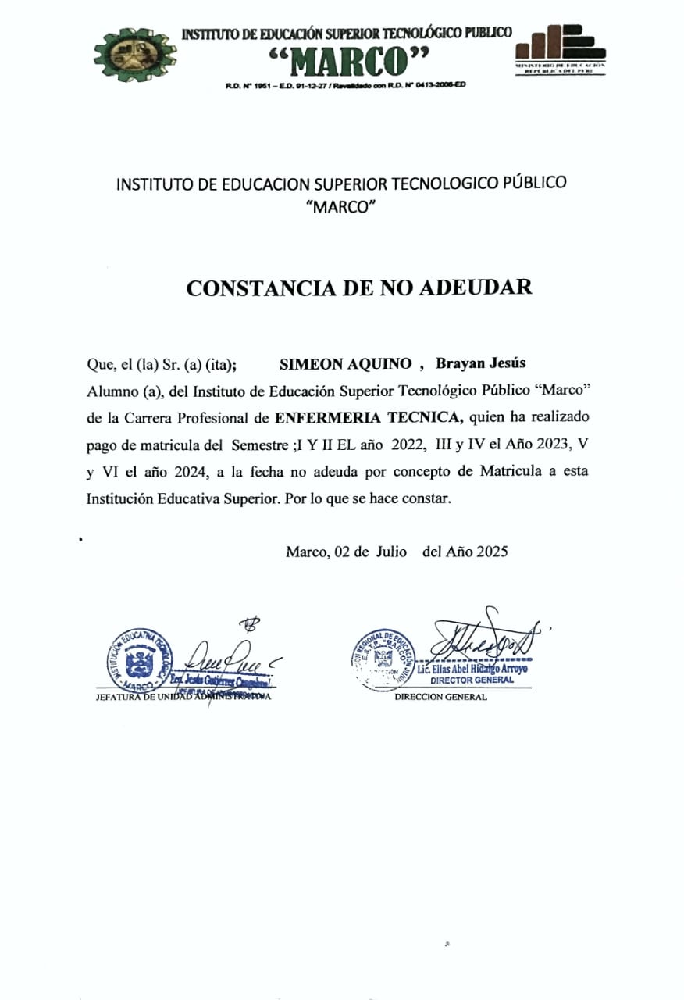 INSTITUTO DE EDUCACIÓN SUPERIOR TECNOLÓGICO PUBLICO
“MARCO”
R.D. Nº 1951 – E.D. 91-12-27 / Revalidado con R.D. Nº 0413-2006-ED
MINISTERIO DE EDUCACIÓN
REPUBLICA DEL PERU
INSTITUTO DE EDUCACION SUPERIOR TECNOLOGICO PÚBLICO
“MARCO”
CONSTANCIA DE NO ADEUDAR
Que, el (la) Sr. (a) (ita); SIMEON AQUINO , Brayan Jesús
Alumno (a), del Instituto de Educación Superior Tecnológico Público “Marco”
de la Carrera Profesional de ENFERMERIA TECNICA, quien ha realizado
pago de matricula del Semestre ;I Y II EL año 2022, III y IV el Año 2023, V
y VI el año 2024, a la fecha no adeuda por concepto de Matricula a esta
Institución Educativa Superior. Por lo que se hace constar.
Marco, 02 de Julio del Año 2025
INSTITUCIÓN EDUCATIVA TECNOLÓGICA
MARCO
Jesús Gutierrez
JEFATURA DE UNIDAD ADMINISTRATIVA
REGIONAL DE EDUCACIÓN
"MARCO"
Lic. Elias Abel Hidalgo Arroyo
DIRECTOR GENERAL
DIRECCION GENERAL